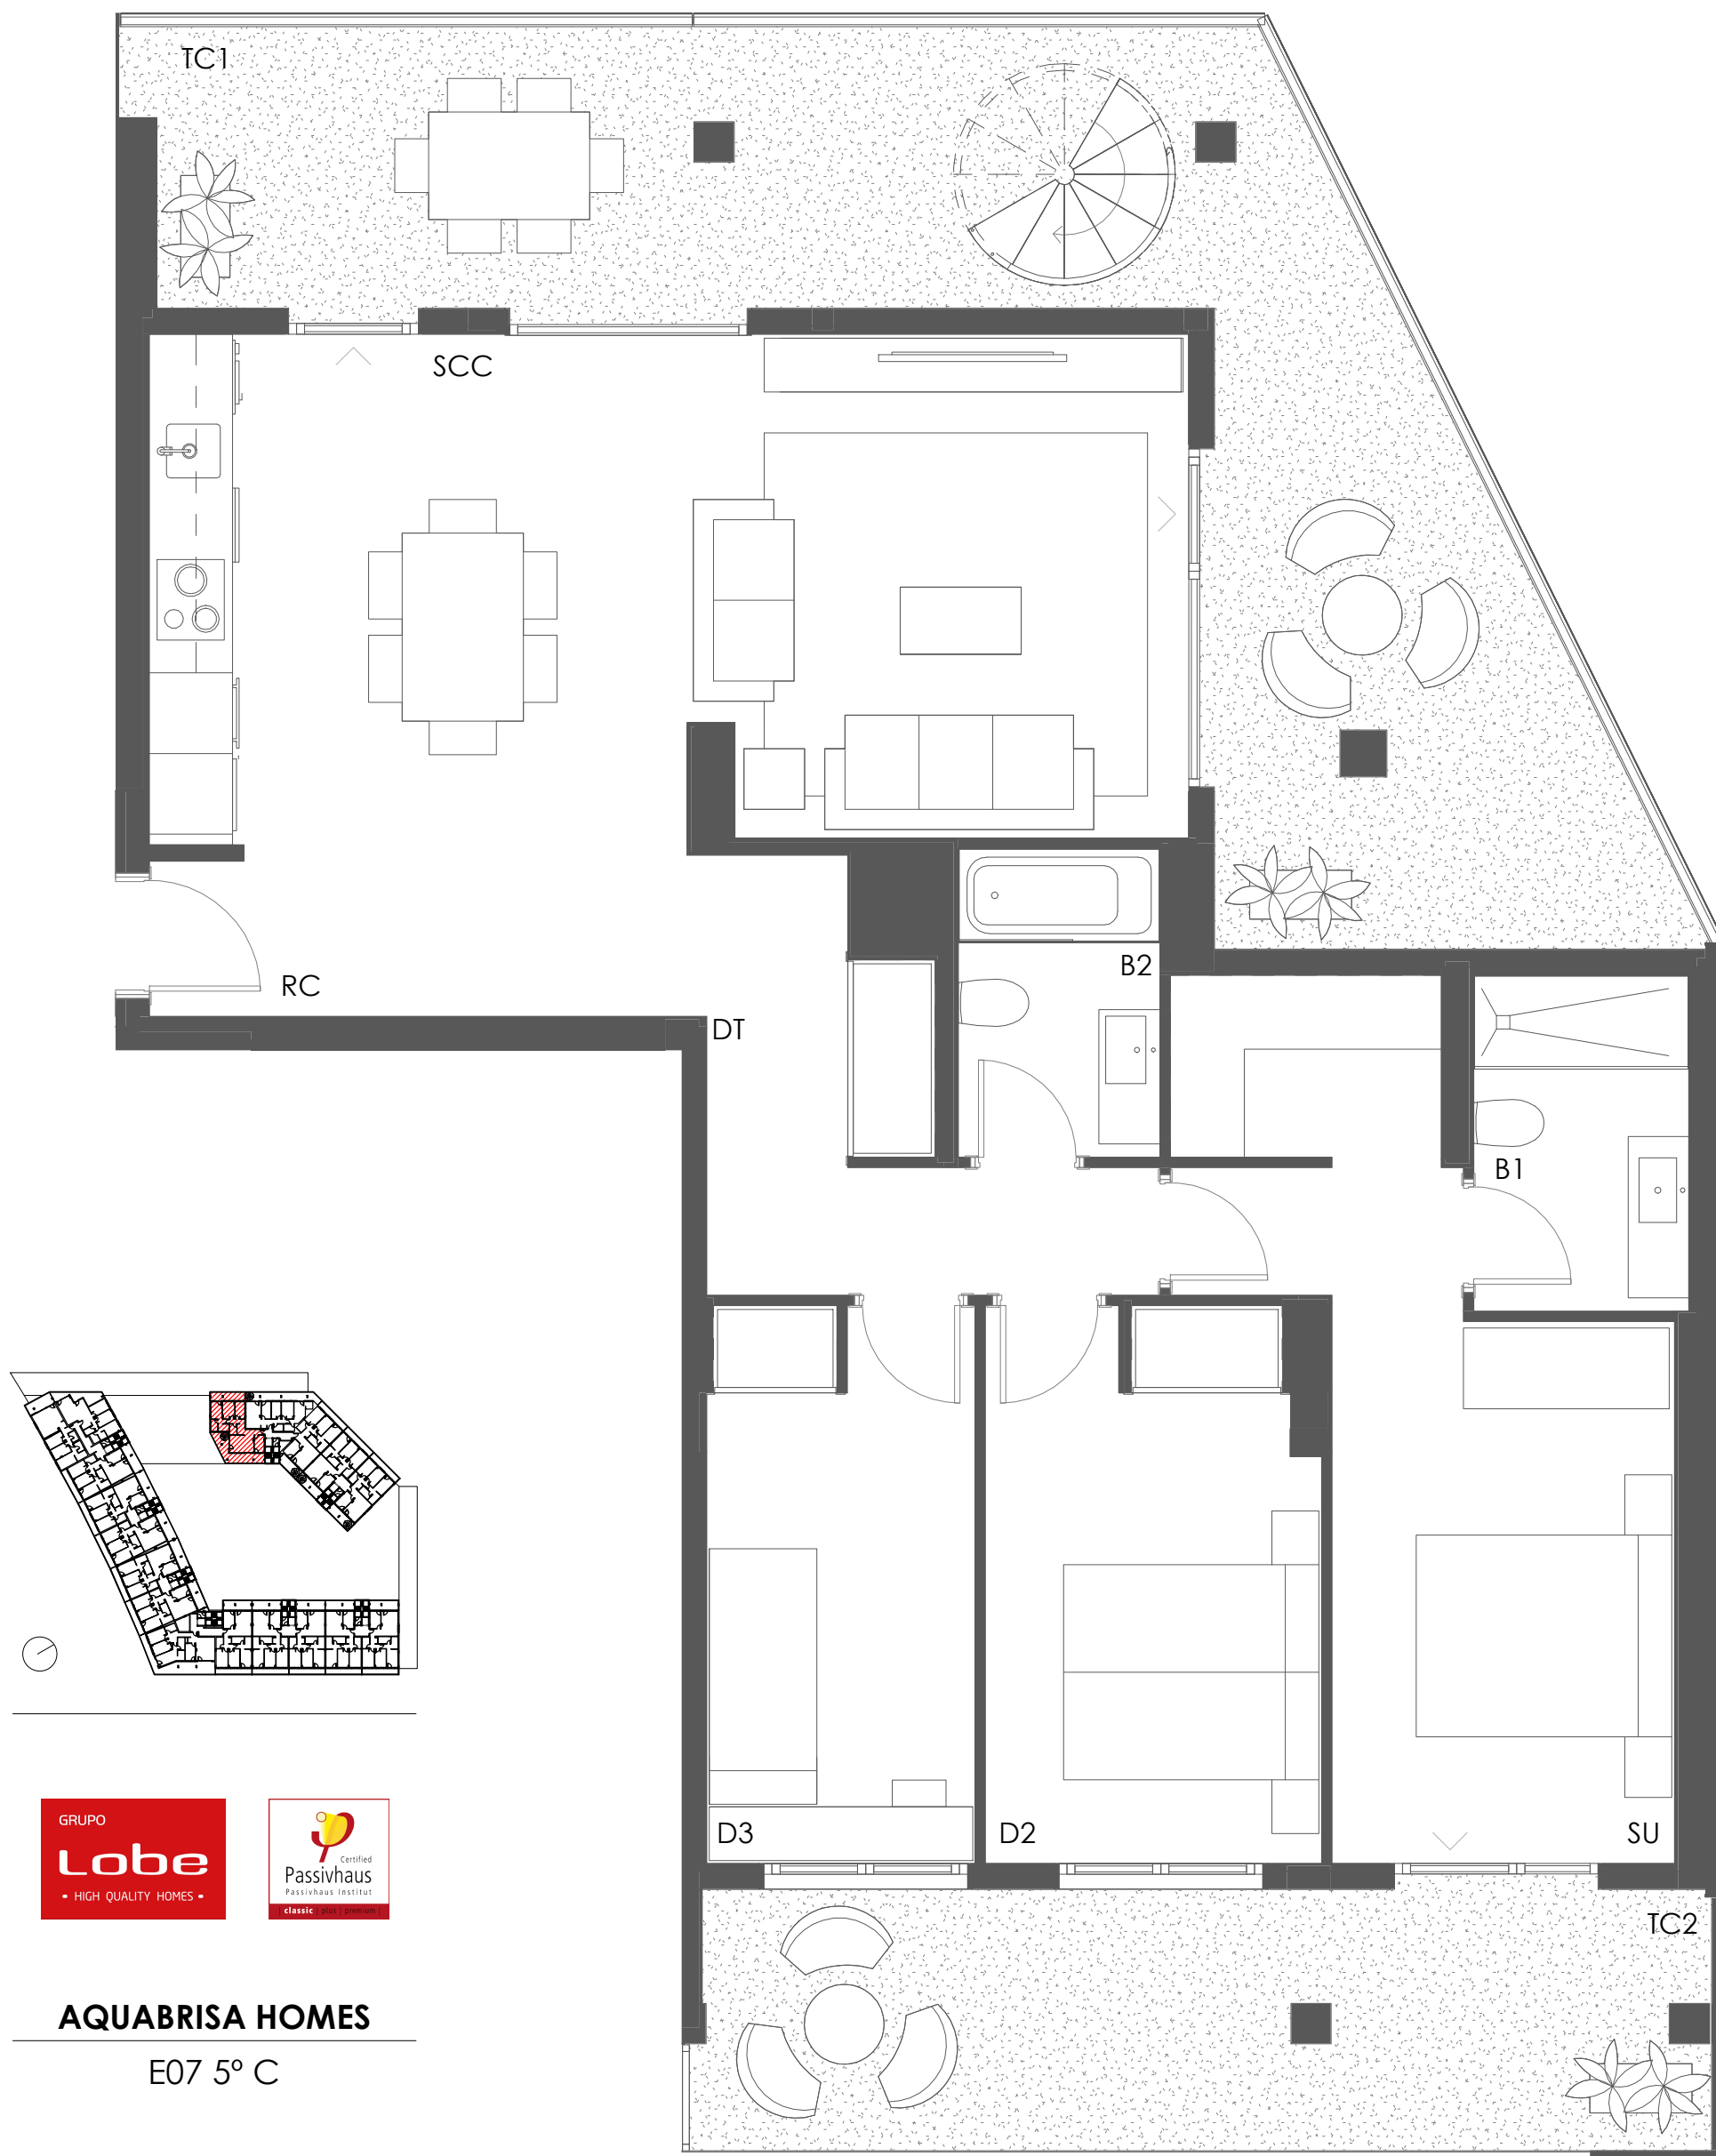 TC1
SCC
RC
DT
B2
B1
D3
D2
SU
TC2
GRUPO
Lobe
• HIGH QUALITY HOMES •
Certified
Passivhaus
Passivhaus Institut
classic | plus | premium |
AQUABRISA HOMES
E07 5º C